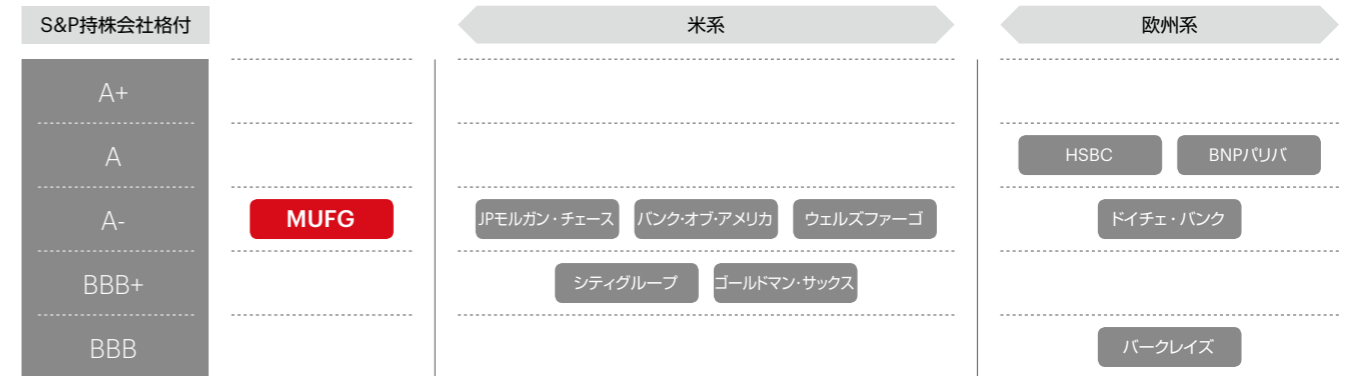 S&P持株会社格付
米系
欧州系
A+
A
HSBC
BNPパリバ
A-
MUFG
JPモルガン・チェース
バンク・オブ・アメリカ
ウェルズファーゴ
ドイチェ・バンク
BBB+
シティグループ
ゴールドマン・サックス
BBB
バークレイズ